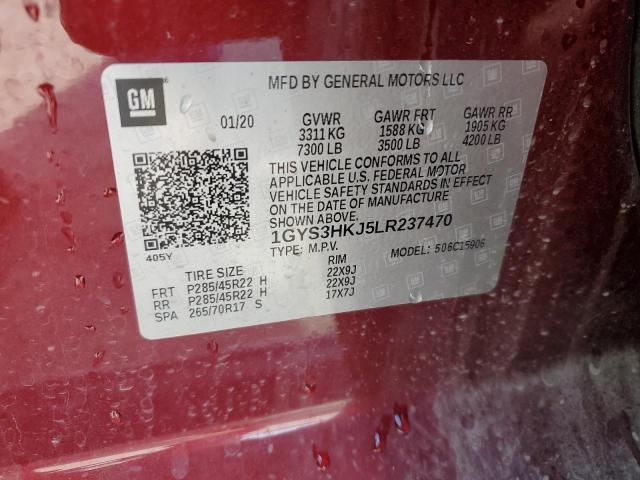 MFD BY GENERAL MOTORS LLC
GM
01/20 GVWR GAWR FRT GAWR RR
3311 KG 1588 KG 1905 KG
7300 LB 3500 LB 4200 LB
THIS VEHICLE CONFORMS TO ALL
APPLICABLE U.S. FEDERAL MOTOR
VEHICLE SAFETY STANDARDS IN EFFECT
ON THE DATE OF MANUFACTURE
SHOWN ABOVE.
1GYS3HKJ5LR237470
405Y TYPE: M.P.V. MODEL: 506C15906
TIRE SIZE RIM
FRT P285/45R22 H 22X9J
RR P285/45R22 H 22X9J
SPA 265/70R17 S 17X7J